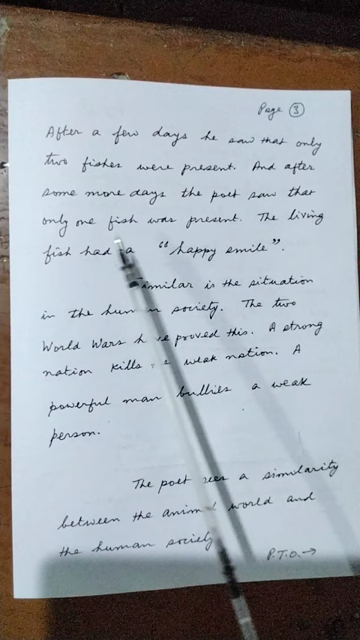 Page 3
After a few days he saw that only
two fishes were present. And after
some more days the poet saw that
only one fish was present. The living
fish had a "happy smile".
Similar is the situation
in the human society. The two
World Wars have proved this. A strong
nation kills a weak nation. A
powerful man bullies a weak
person.
The poet sees a similarity
between the animal world and
the human society
P.T.O. →